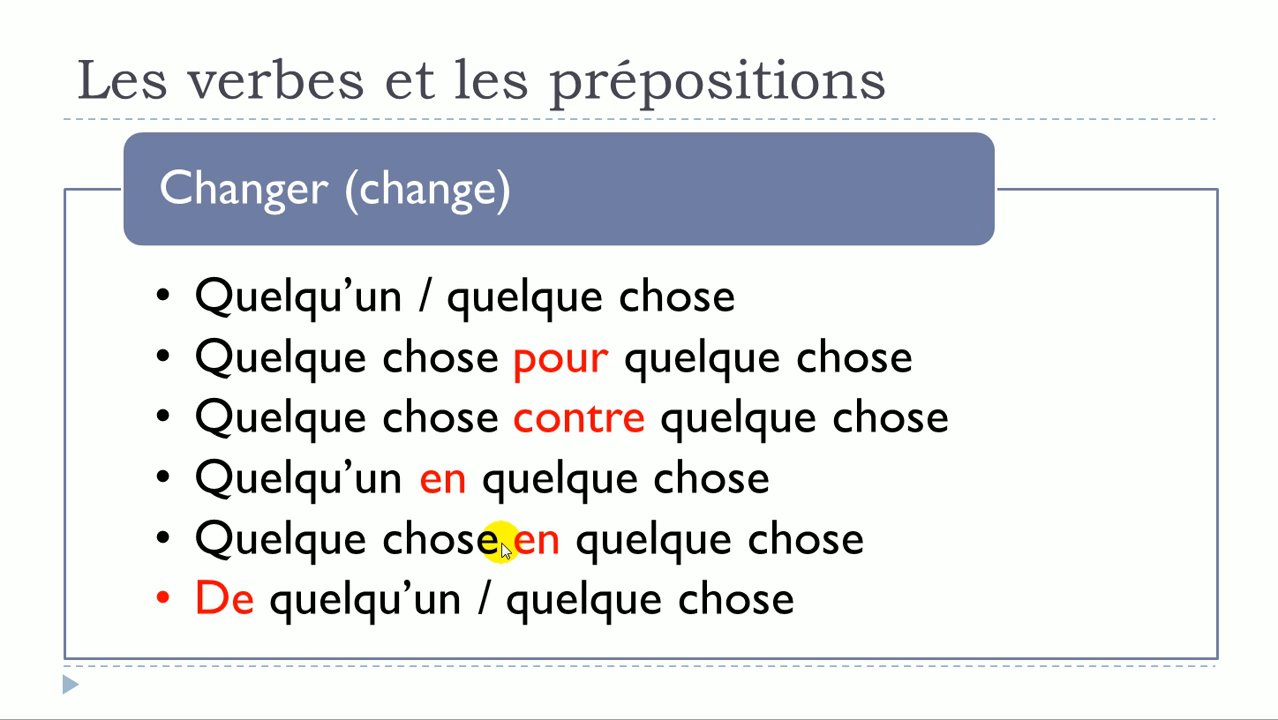 Les verbes et les prépositions
Changer (change)
• Quelqu’un / quelque chose
• Quelque chose pour quelque chose
• Quelque chose contre quelque chose
• Quelqu’un en quelque chose
• Quelque chose en quelque chose
• De quelqu’un / quelque chose